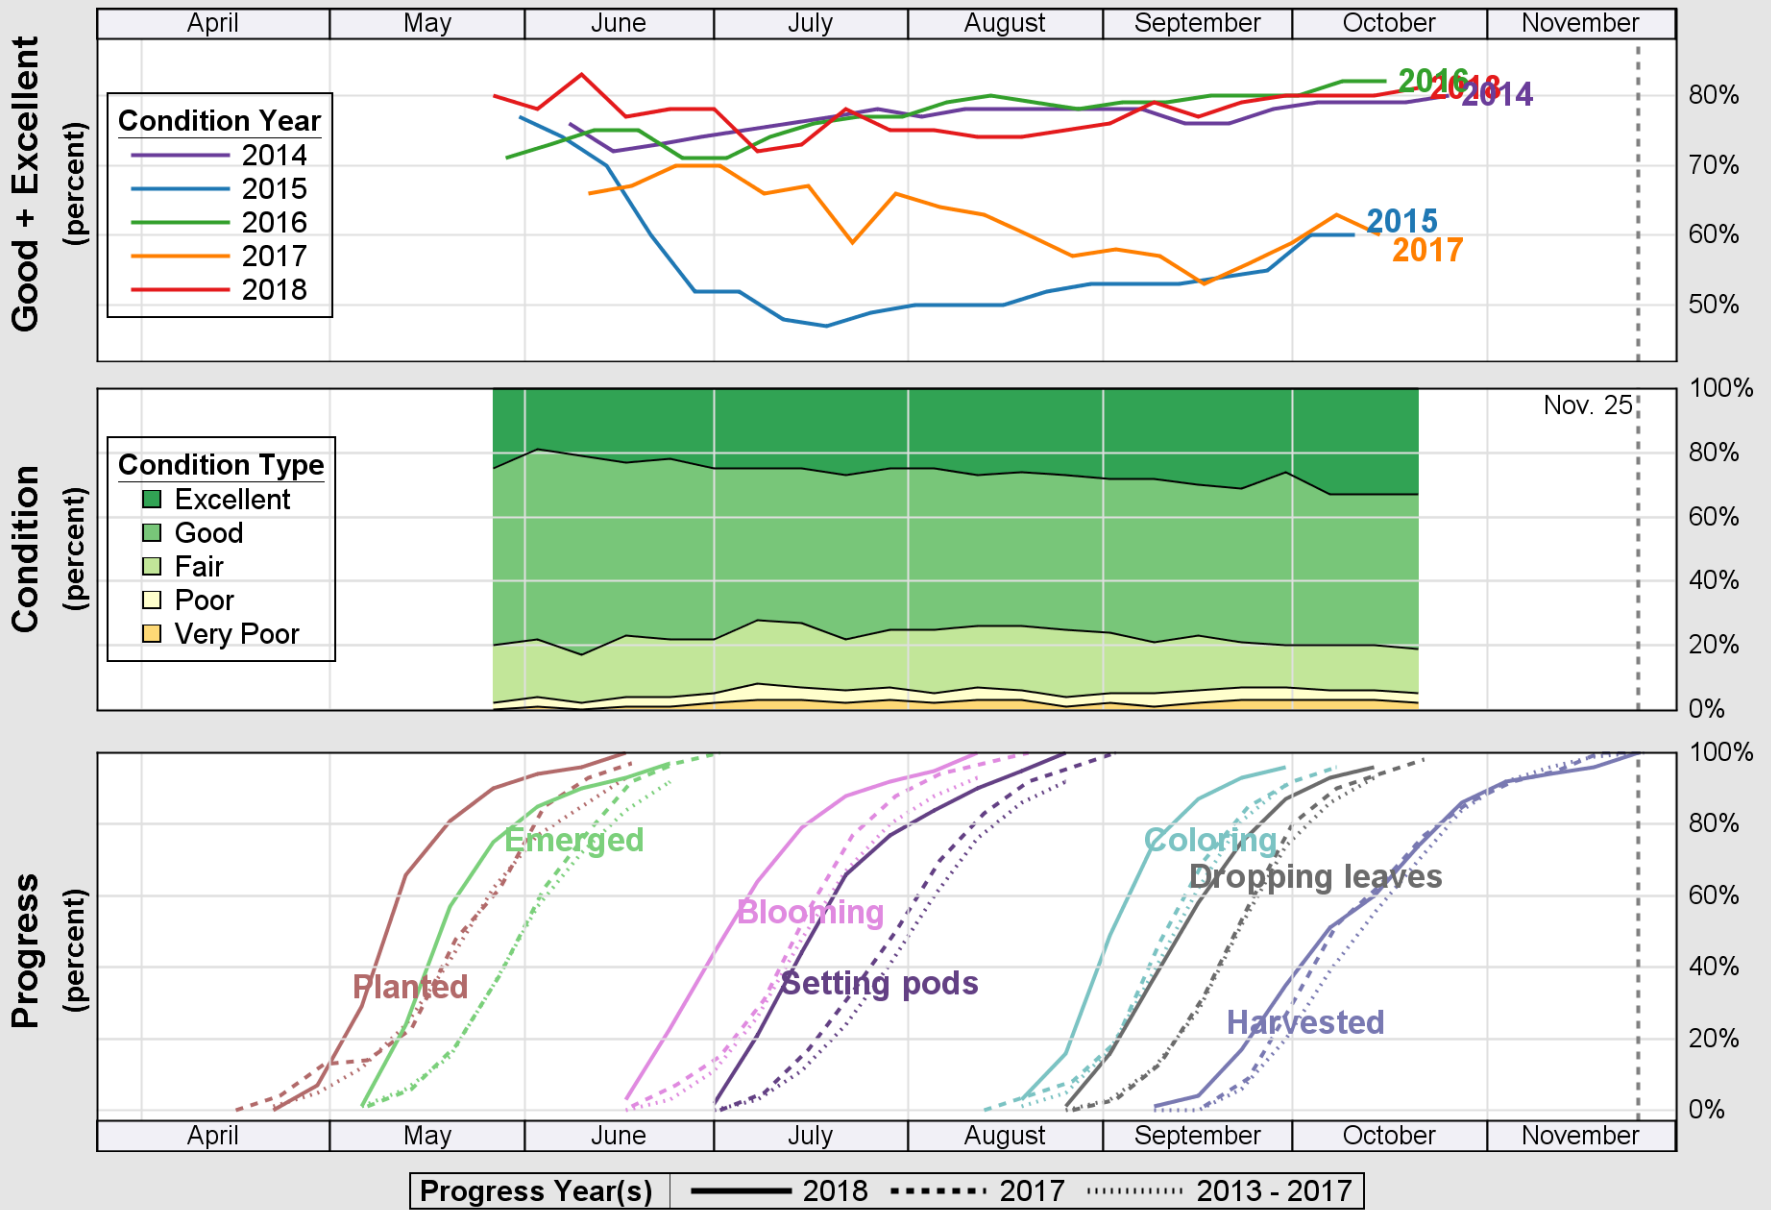 April May June July August September October November
Good + Excellent
(percent)
Condition Year
2014
2015
2016
2017
2018
2016
2018
2014
2015
2017
80%
70%
60%
50%
Condition
(percent)
Condition Type
Excellent
Good
Fair
Poor
Very Poor
Nov. 25
100%
80%
60%
40%
20%
0%
Progress
(percent)
Planted
Emerged
Blooming
Setting pods
Coloring
Dropping leaves
Harvested
100%
80%
60%
40%
20%
0%
April May June July August September October November
Progress Year(s) 2018 2017 2013 - 2017